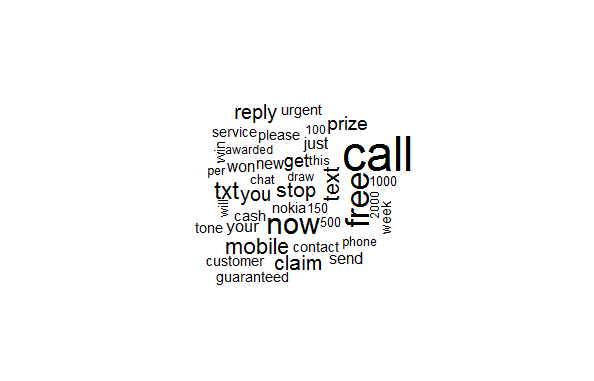 reply urgent
service please 100 prize
win awarded just
call
per won new get this
chat draw text 1000
txt you stop free
will nokia 150 2000
cash now 500 week
tone your
mobile contact phone
customer claim send
guaranteed